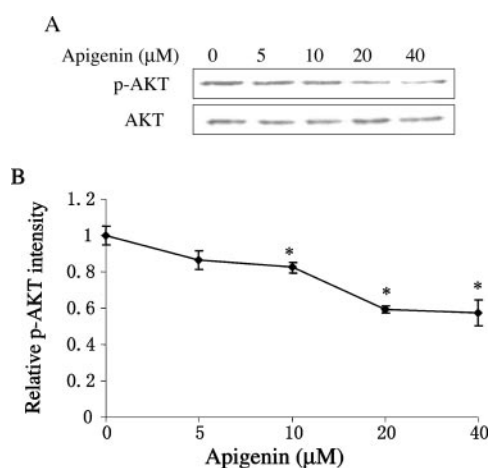 A
Apigenin (μM) 0 5 10 20 40
p-AKT
AKT
B
Relative p-AKT intensity
1.2
1
0.8
0.6
0.4
0.2
0
* * *
0 5 10 20 40
Apigenin (μM)